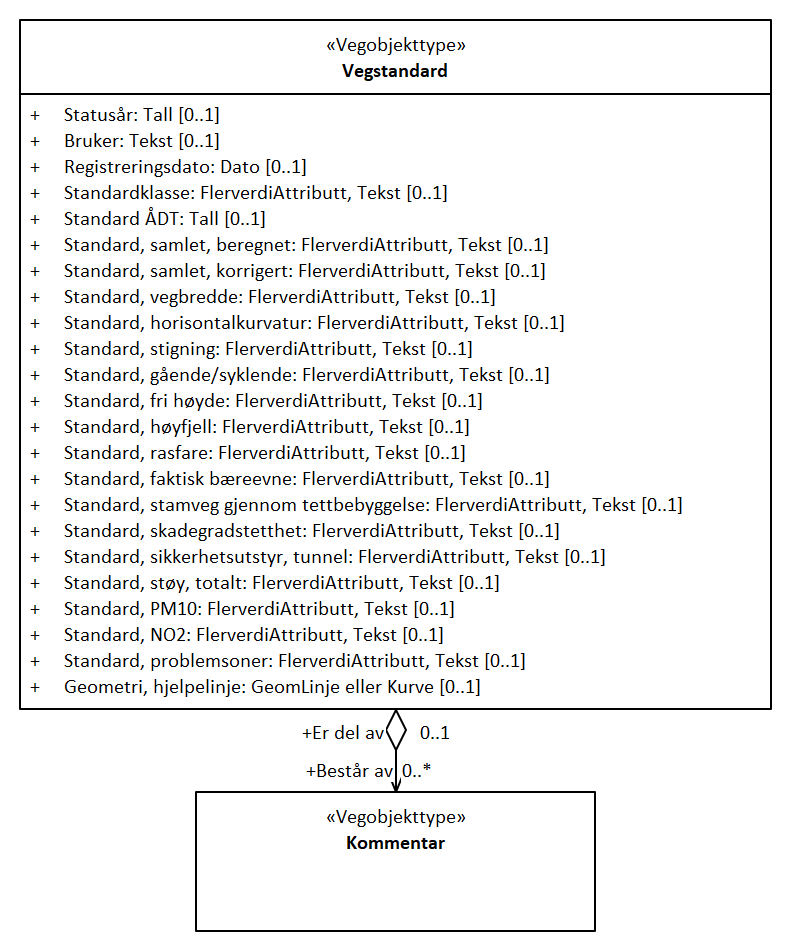 «Vegobjekttype»
Vegstandard
+ Statusår: Tall [0..1]
+ Bruker: Tekst [0..1]
+ Registreringsdato: Dato [0..1]
+ Standardklasse: FlerverdiAttributt, Tekst [0..1]
+ Standard ÅDT: Tall [0..1]
+ Standard, samlet, beregnet: FlerverdiAttributt, Tekst [0..1]
+ Standard, samlet, korrigert: FlerverdiAttributt, Tekst [0..1]
+ Standard, vegbredde: FlerverdiAttributt, Tekst [0..1]
+ Standard, horisontalkurvatur: FlerverdiAttributt, Tekst [0..1]
+ Standard, stigning: FlerverdiAttributt, Tekst [0..1]
+ Standard, gående/syklende: FlerverdiAttributt, Tekst [0..1]
+ Standard, fri høyde: FlerverdiAttributt, Tekst [0..1]
+ Standard, høyfjell: FlerverdiAttributt, Tekst [0..1]
+ Standard, rasfare: FlerverdiAttributt, Tekst [0..1]
+ Standard, faktisk bæreevne: FlerverdiAttributt, Tekst [0..1]
+ Standard, stamveg gjennom tettbebyggelse: FlerverdiAttributt, Tekst [0..1]
+ Standard, skadegradstetthet: FlerverdiAttributt, Tekst [0..1]
+ Standard, sikkerhetsutstyr, tunnel: FlerverdiAttributt, Tekst [0..1]
+ Standard, støy, totalt: FlerverdiAttributt, Tekst [0..1]
+ Standard, PM10: FlerverdiAttributt, Tekst [0..1]
+ Standard, NO2: FlerverdiAttributt, Tekst [0..1]
+ Standard, problemsoner: FlerverdiAttributt, Tekst [0..1]
+ Geometri, hjelpelinje: GeomLinje eller Kurve [0..1]
+Er del av 0..1
+Består av 0..*
«Vegobjekttype»
Kommentar